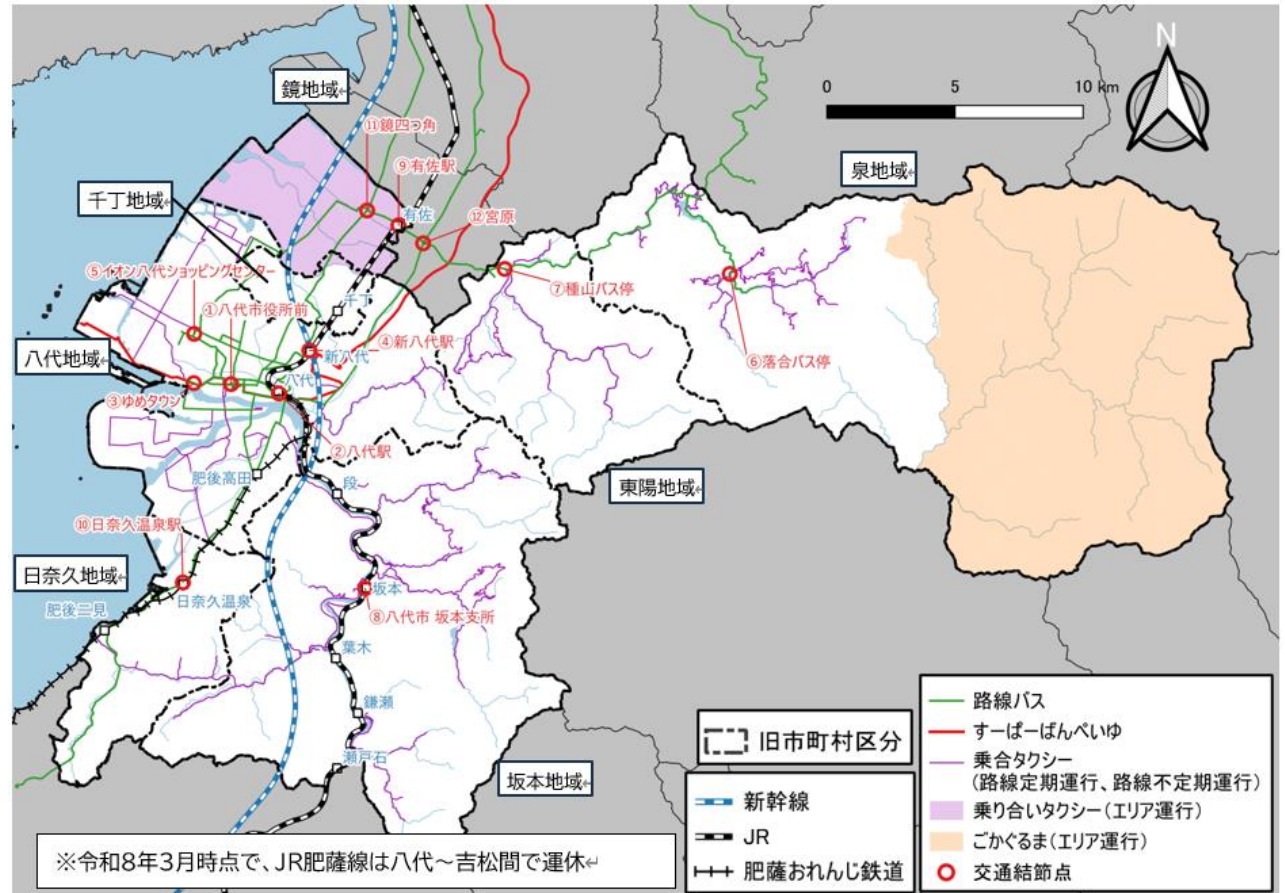 N
0 5 10 km
鏡地域
⑪鏡四つ角
⑨有佐駅
千丁地域
泉地域
有佐
⑫宮原
⑤イオン八代ショッピングセンター
⑦種山バス停
①八代市役所前
千丁
⑥落合バス停
④新八代駅
新八代
八代地域
八代
③ゆめタウン
②八代駅
肥後高田
段
東陽地域
⑩日奈久温泉駅
日奈久地域
日奈久温泉
坂本
⑧八代市 坂本支所
肥後二見
葉木
鎌瀬
瀬戸石
坂本地域
旧市町村区分
新幹線
JR
肥薩おれんじ鉄道
路線バス
すーぱーばんぺいゆ
乗合タクシー
(路線定期運行、路線不定期運行)
乗り合いタクシー(エリア運行)
ごかぐるま(エリア運行)
交通結節点
※令和8年3月時点で、JR肥薩線は八代~吉松間で運休